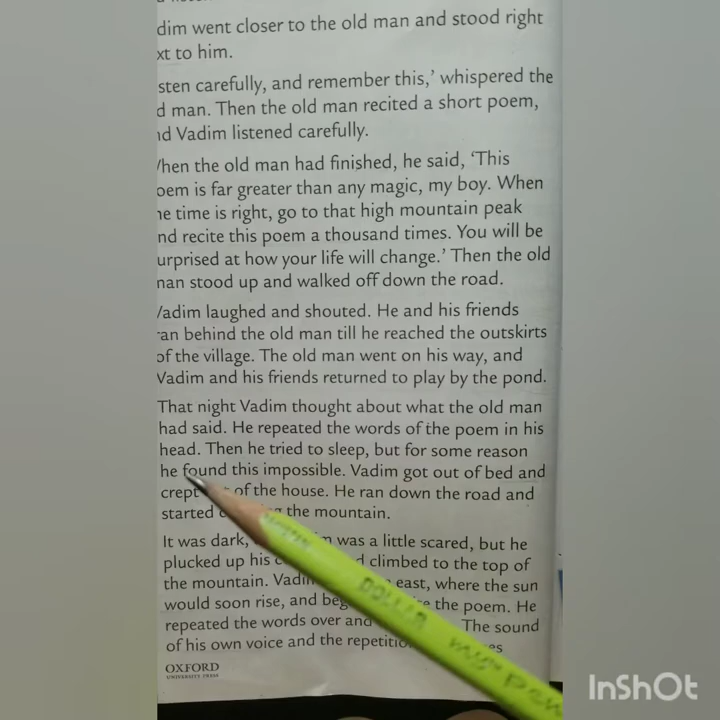 dim went closer to the old man and stood right
xt to him.
sten carefully, and remember this,' whispered the
d man. Then the old man recited a short poem,
nd Vadim listened carefully.
hen the old man had finished, he said, 'This
oem is far greater than any magic, my boy. When
he time is right, go to that high mountain peak
nd recite this poem a thousand times. You will be
urprised at how your life will change.' Then the old
man stood up and walked off down the road.
Vadim laughed and shouted. He and his friends
ran behind the old man till he reached the outskirts
of the village. The old man went on his way, and
Vadim and his friends returned to play by the pond.
That night Vadim thought about what the old man
had said. He repeated the words of the poem in his
head. Then he tried to sleep, but for some reason
he found this impossible. Vadim got out of bed and
crept of the house. He ran down the road and
started the mountain.
It was dark, was a little scared, but he
plucked up his climbed to the top of
the mountain. east, where the sun
would soon rise, and the poem. He
repeated the words over and The sound
of his own voice and the
OXFORD
UNIVERSITY PRESS
DOLLAR
InShOt